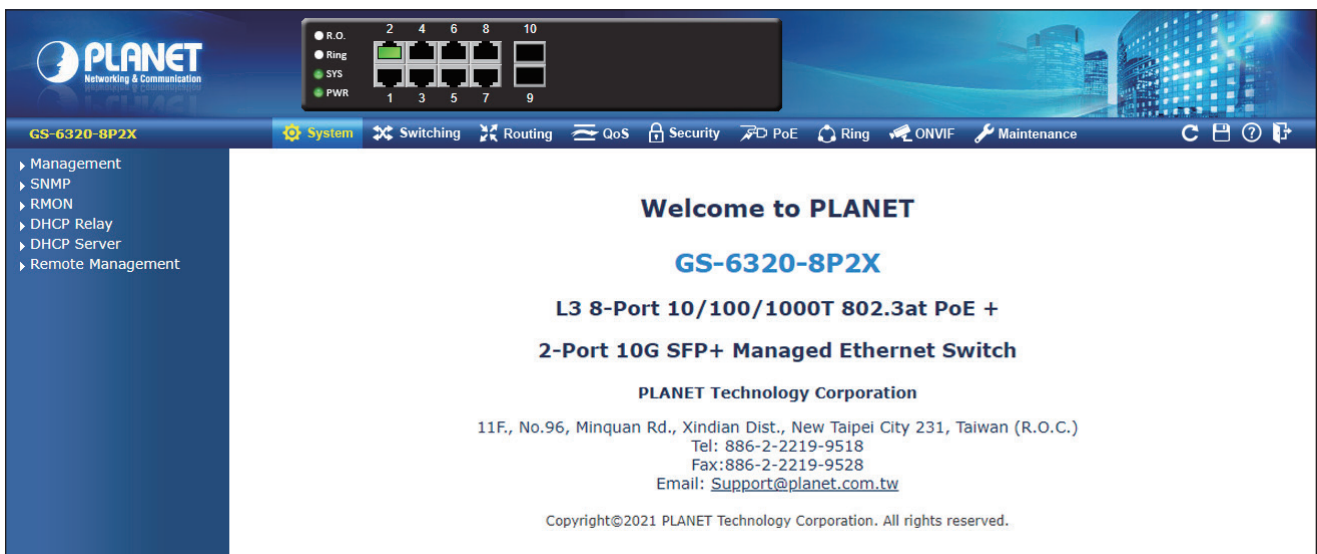 PLANET
Networking & Communication
R.O.
Ring
SYS
PWR
2 4 6 8 10
1 3 5 7 9
GS-6320-8P2X
System Switching Routing QoS Security PoE Ring ONVIF Maintenance
Management
SNMP
RMON
DHCP Relay
DHCP Server
Remote Management
Welcome to PLANET
GS-6320-8P2X
L3 8-Port 10/100/1000T 802.3at PoE +
2-Port 10G SFP+ Managed Ethernet Switch
PLANET Technology Corporation
11F., No.96, Minquan Rd., Xindian Dist., New Taipei City 231, Taiwan (R.O.C.)
Tel: 886-2-2219-9518
Fax:886-2-2219-9528
Email: Support@planet.com.tw
Copyright©2021 PLANET Technology Corporation. All rights reserved.